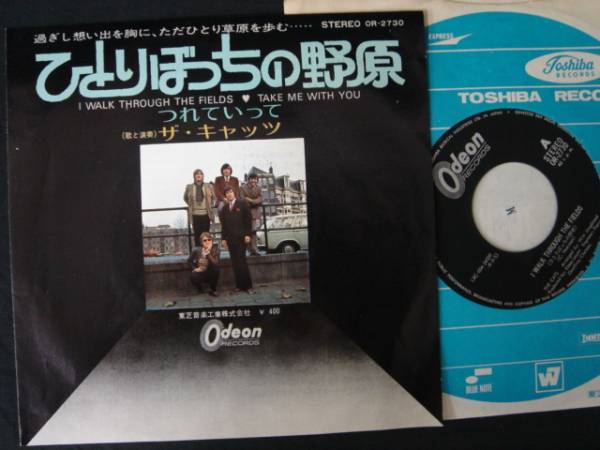 過ぎし想い出を胸に、ただひとり草原を歩む‥‥‥ STEREO OR-2730
ひとりぼっちの野原
I WALK THROUGH THE FIELDS ♥ TAKE ME WITH YOU
つれていって
(歌と演奏) ザ・キャッツ
東芝音楽工業株式会社 ¥ 400
Odeon
RECORDS
EXPRESS
Toshiba
RECORDS
TOSHIBA RECO
Odeon
RECORDS
A
STEREO
OR-2730
I WALK THROUGH THE FIELDS
BLUE NOTE